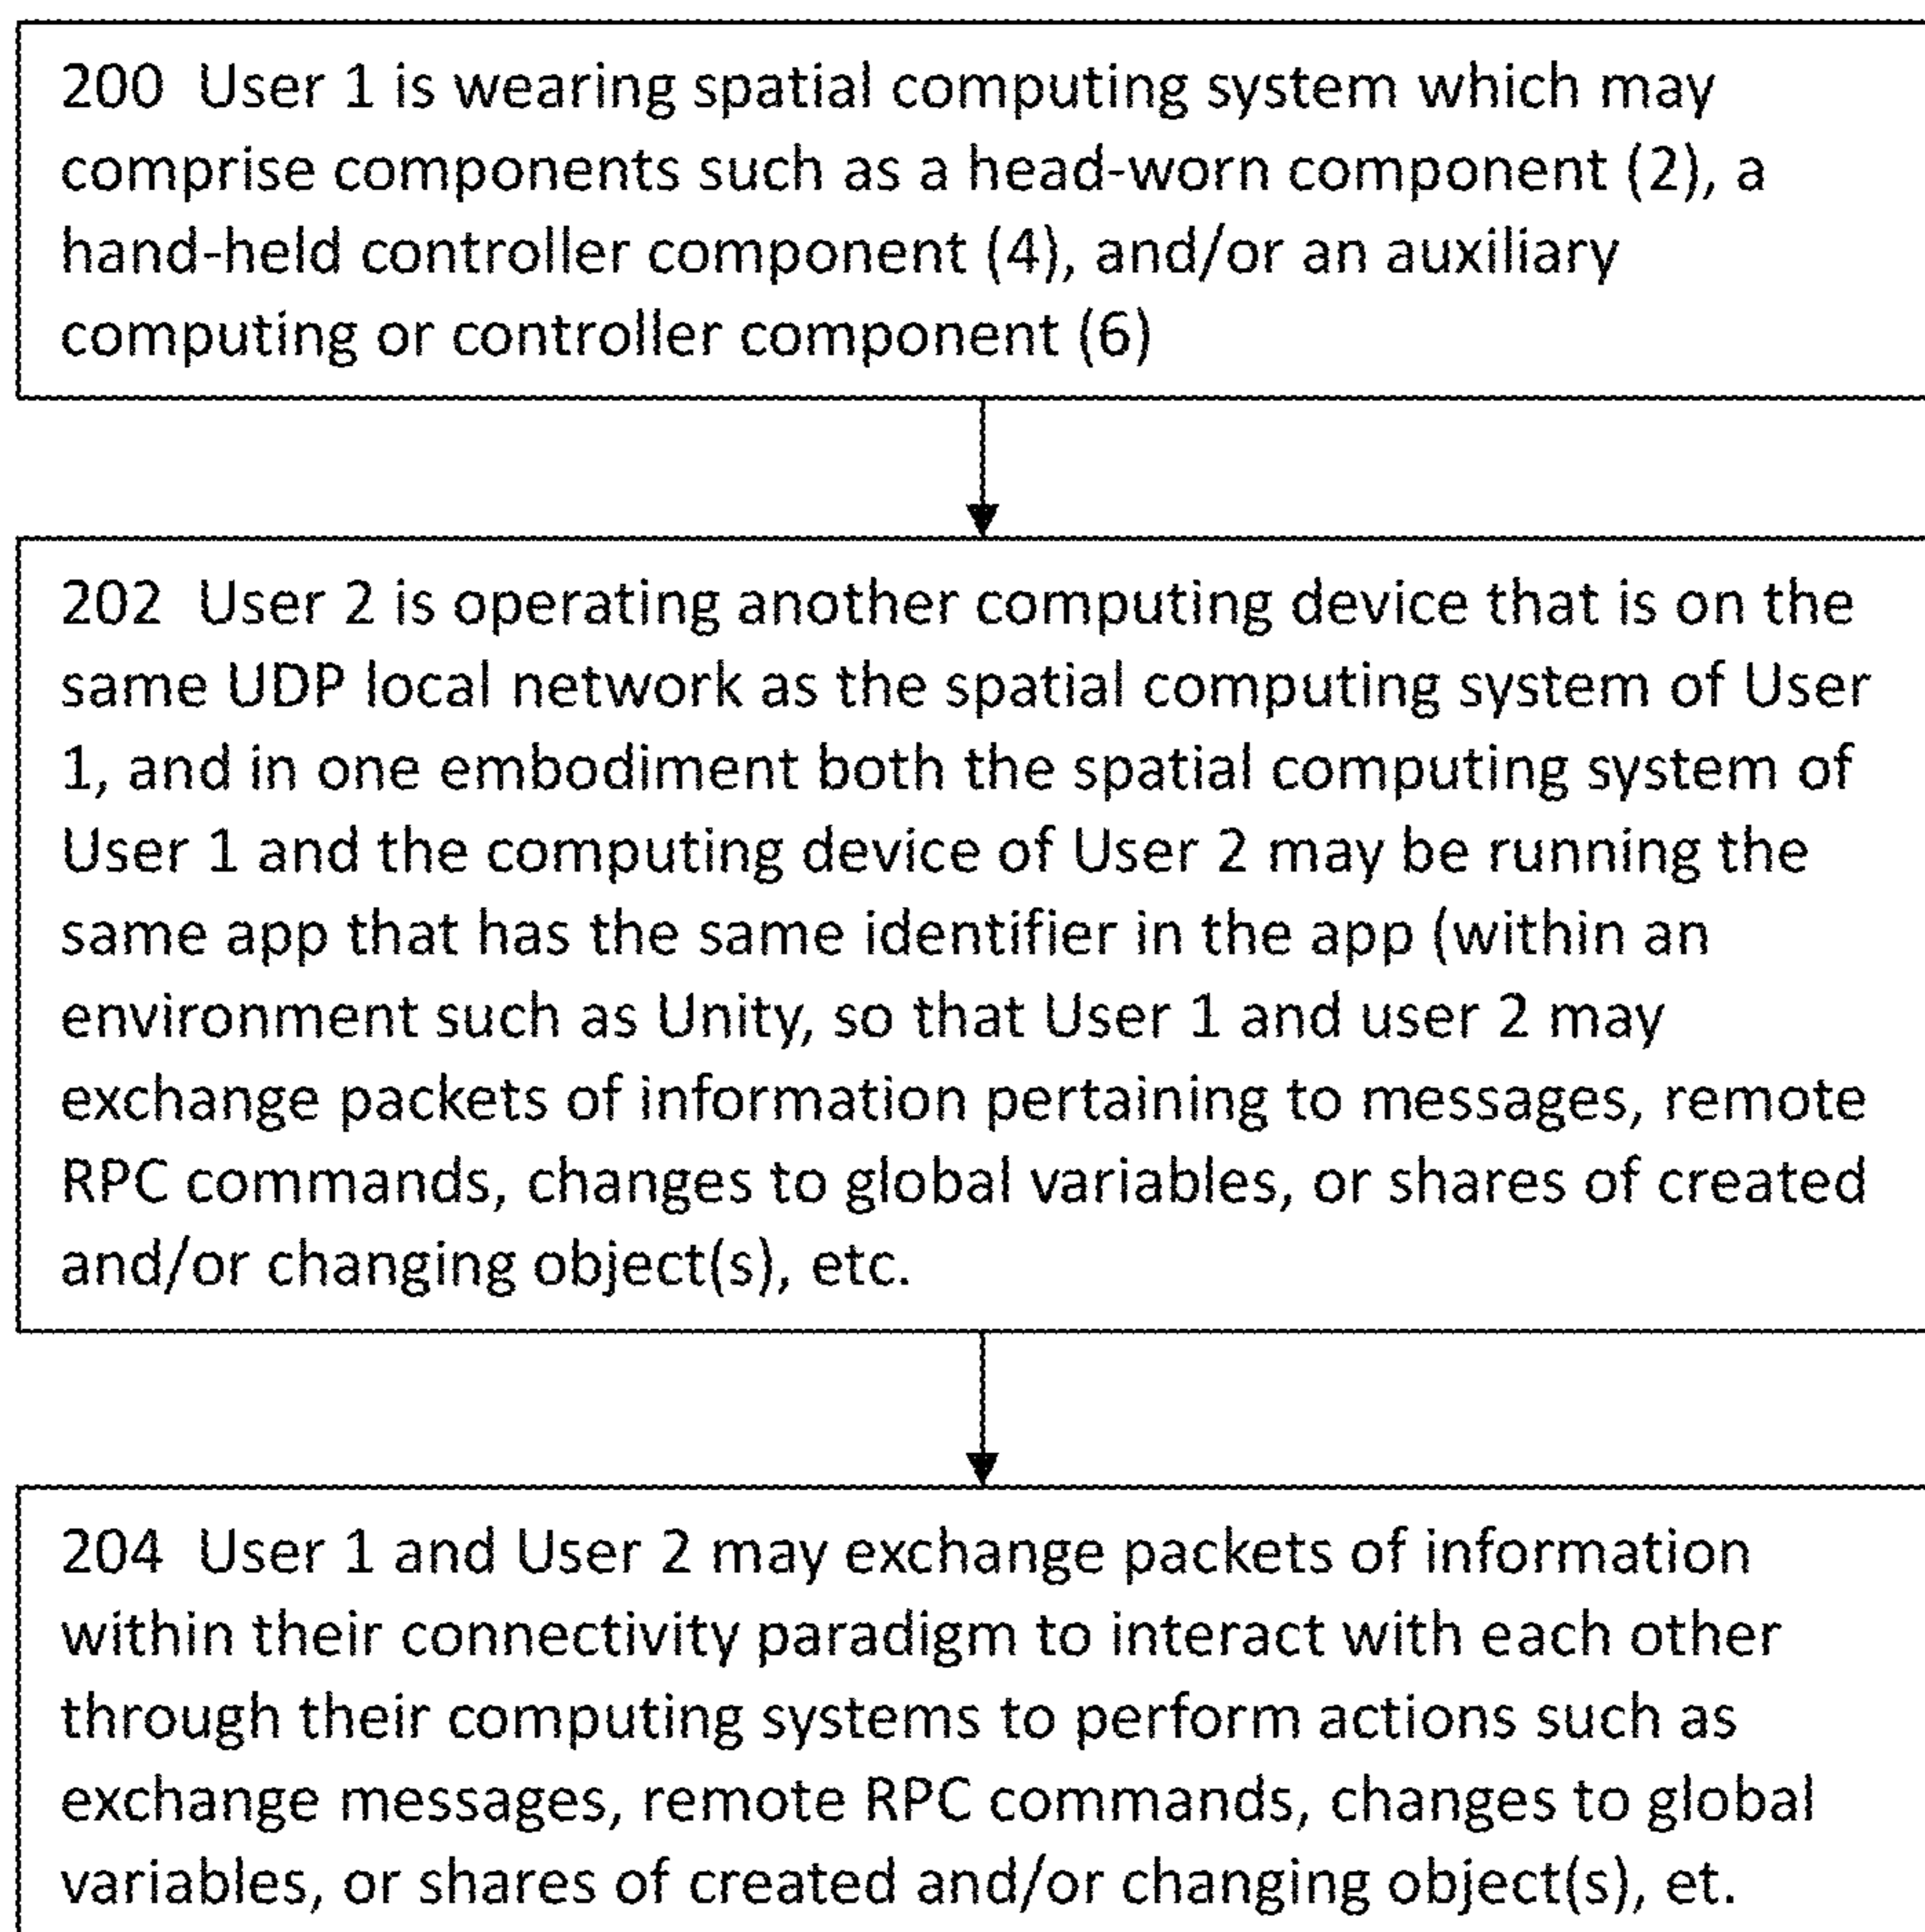 200 User 1 is wearing spatial computing system which may
comprise components such as a head-worn component (2), a
hand-held controller component (4), and/or an auxiliary
computing or controller component (6)
202 User 2 is operating another computing device that is on the
same UDP local network as the spatial computing system of User
1, and in one embodiment both the spatial computing system of
User 1 and the computing device of User 2 may be running the
same app that has the same identifier in the app (within an
environment such as Unity, so that User 1 and user 2 may
exchange packets of information pertaining to messages, remote
RPC commands, changes to global variables, or shares of created
and/or changing object(s), etc.
204 User 1 and User 2 may exchange packets of information
within their connectivity paradigm to interact with each other
through their computing systems to perform actions such as
exchange messages, remote RPC commands, changes to global
variables, or shares of created and/or changing object(s), et.